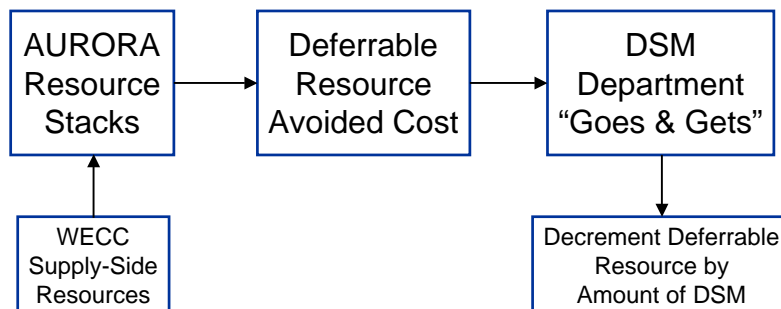 AURORA
Resource
Stacks
Deferrable
Resource
Avoided Cost
DSM
Department
“Goes & Gets”
WECC
Supply-Side
Resources
Decrement Deferrable
Resource by
Amount of DSM